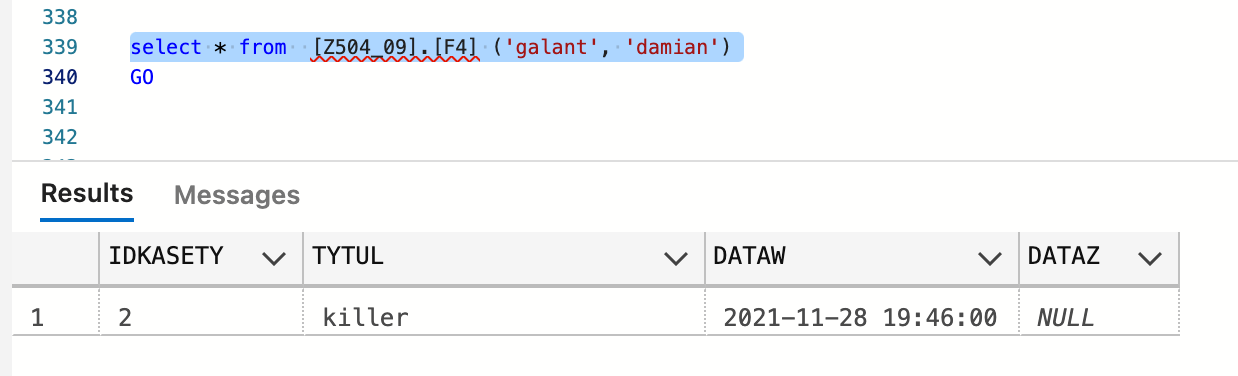 338
339 select * from [Z504_09].[F4] ('galant', 'damian')
340 GO
341
342
Results Messages
IDKASETY TYTUL DATAW DATAZ
1 2 killer 2021-11-28 19:46:00 NULL